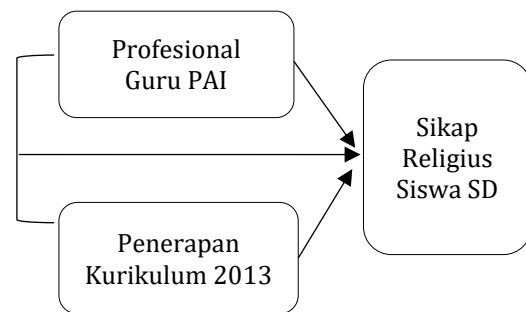 Profesional
Guru PAI
Sikap
Religius
Siswa SD
Penerapan
Kurikulum 2013